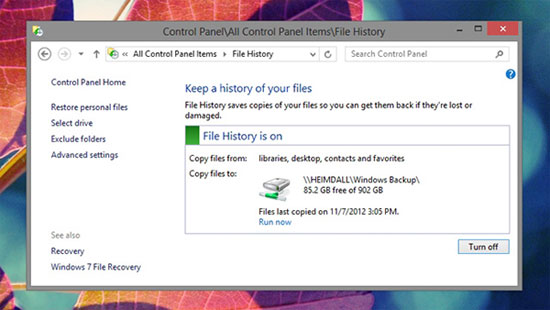 Control Panel\All Control Panel Items\File History
All Control Panel Items
File History
Search Control Panel
Control Panel Home
Restore personal files
Select drive
Exclude folders
Advanced settings
Keep a history of your files
File History saves copies of your files so you can get them back if they're lost or
damaged.
File History is on
Copy files from: libraries, desktop, contacts and favorites
Copy files to: \\HEIMDALL\Windows Backup\
85.2 GB free of 902 GB
Files last copied on 11/7/2012 3:05 PM.
Run now
Turn off
See also
Recovery
Windows 7 File Recovery